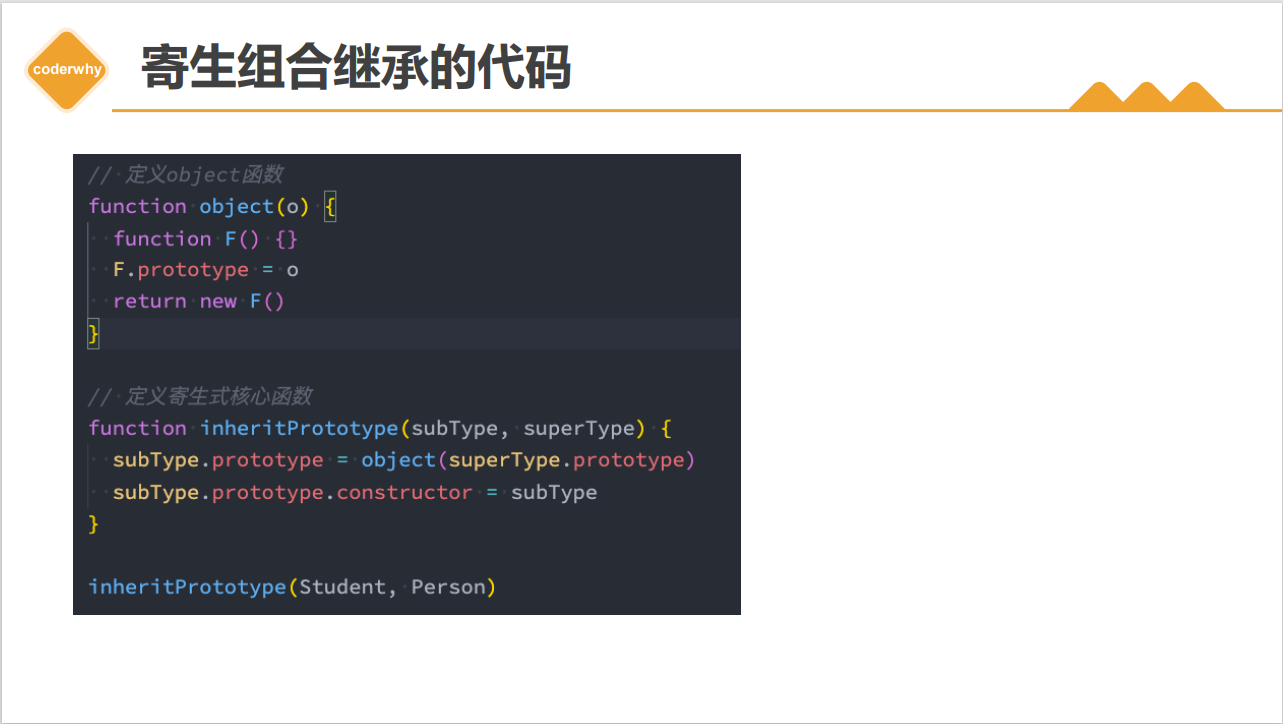 coderwhy
寄生组合继承的代码
// 定义object函数
function object(o) {
  function F() {}
  F.prototype = o
  return new F()
}
// 定义寄生式核心函数
function inheritPrototype(subType, superType) {
  subType.prototype = object(superType.prototype)
  subType.prototype.constructor = subType
}
inheritPrototype(Student, Person)